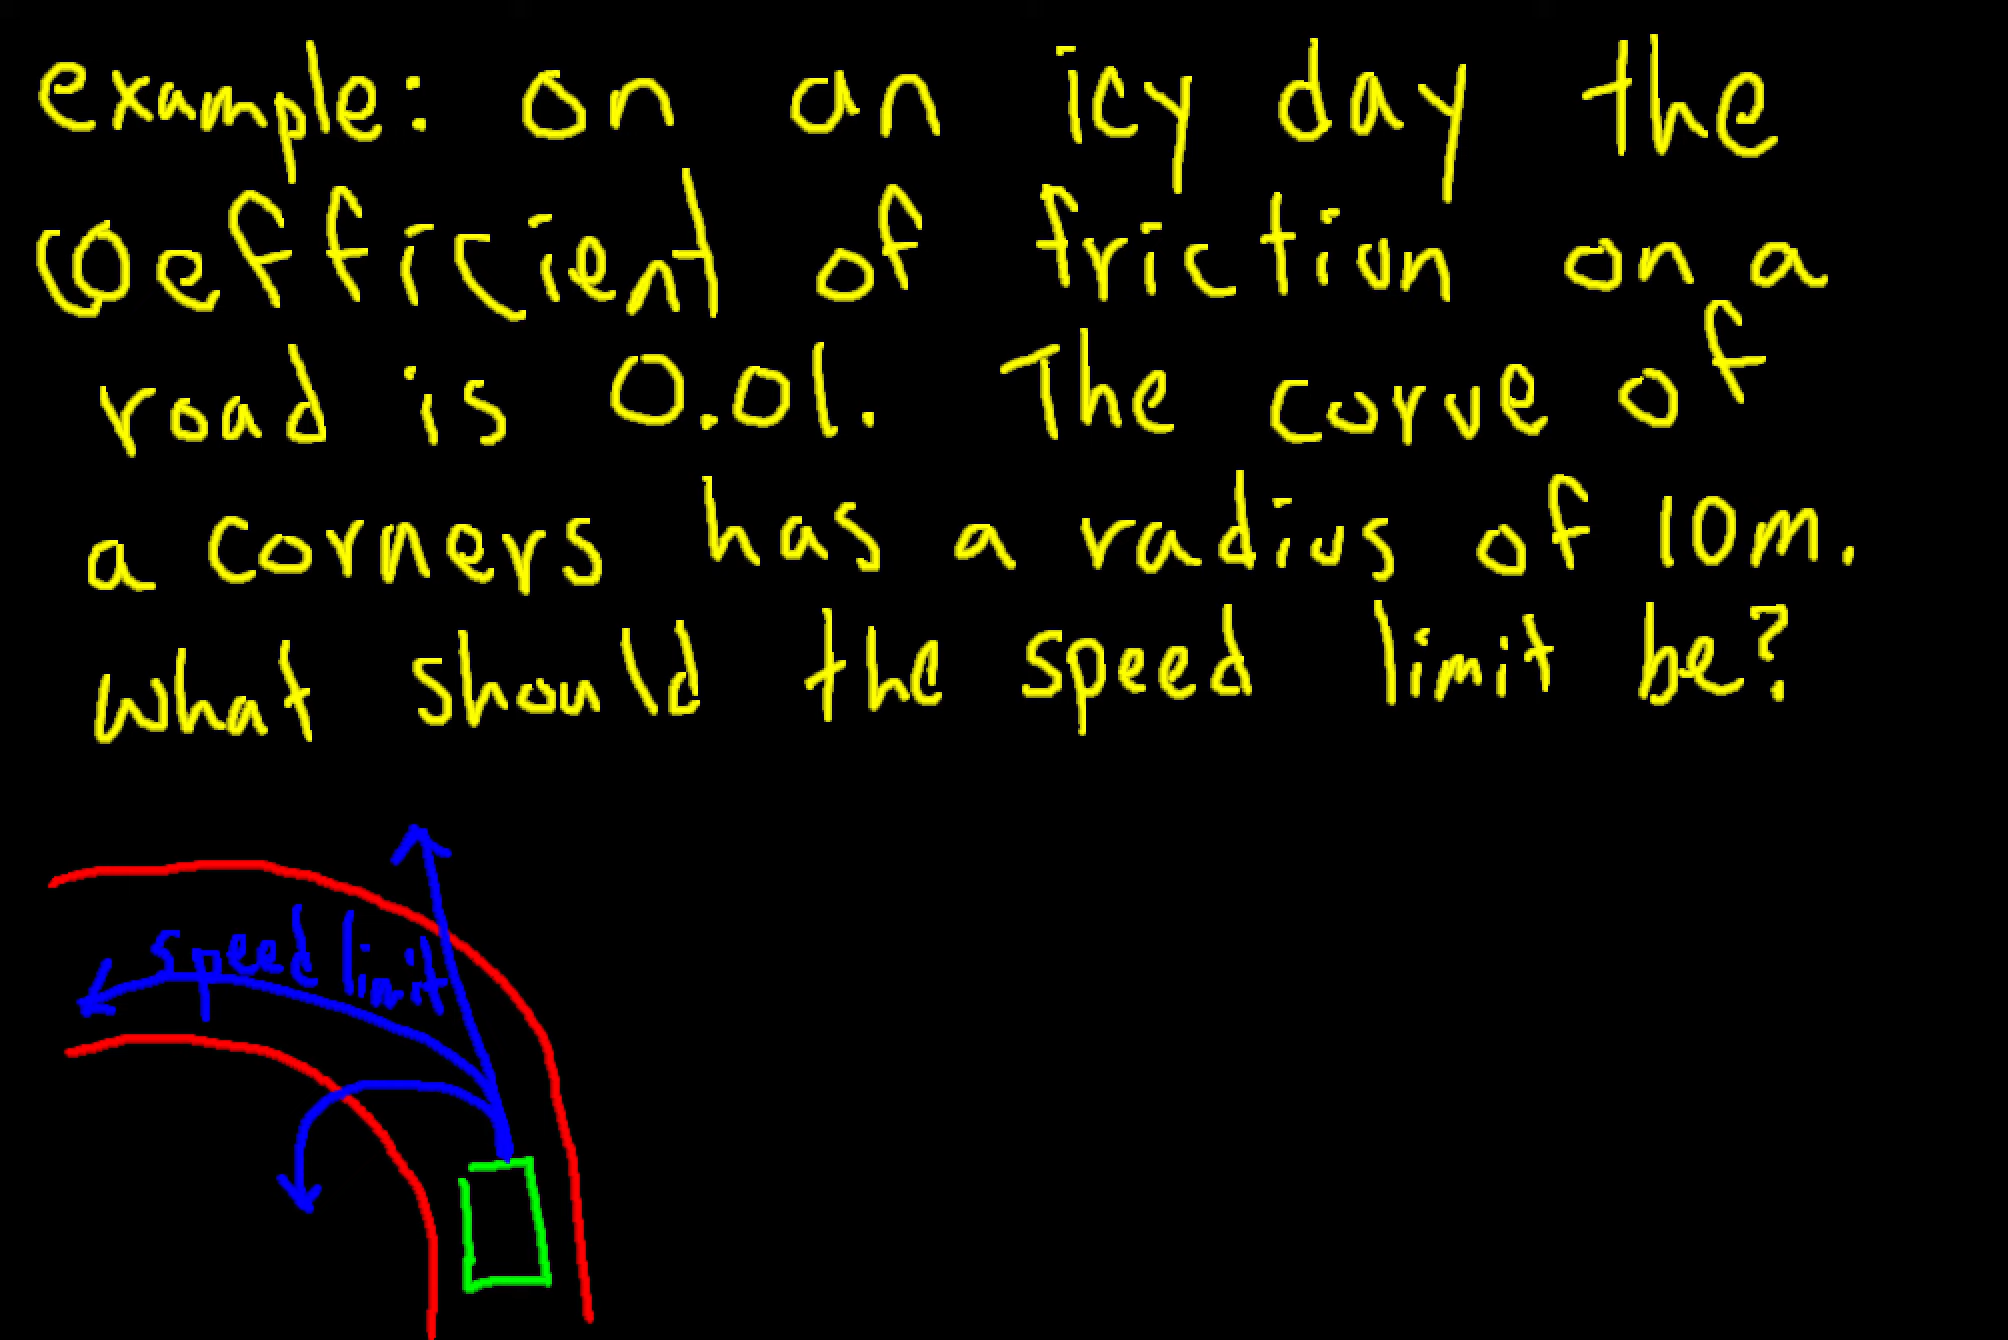 example: on an icy day the
coefficient of friction on a
road is 0.01. The corve of
a corners has a radius of 10m.
what should the speed limit be?
speed limit